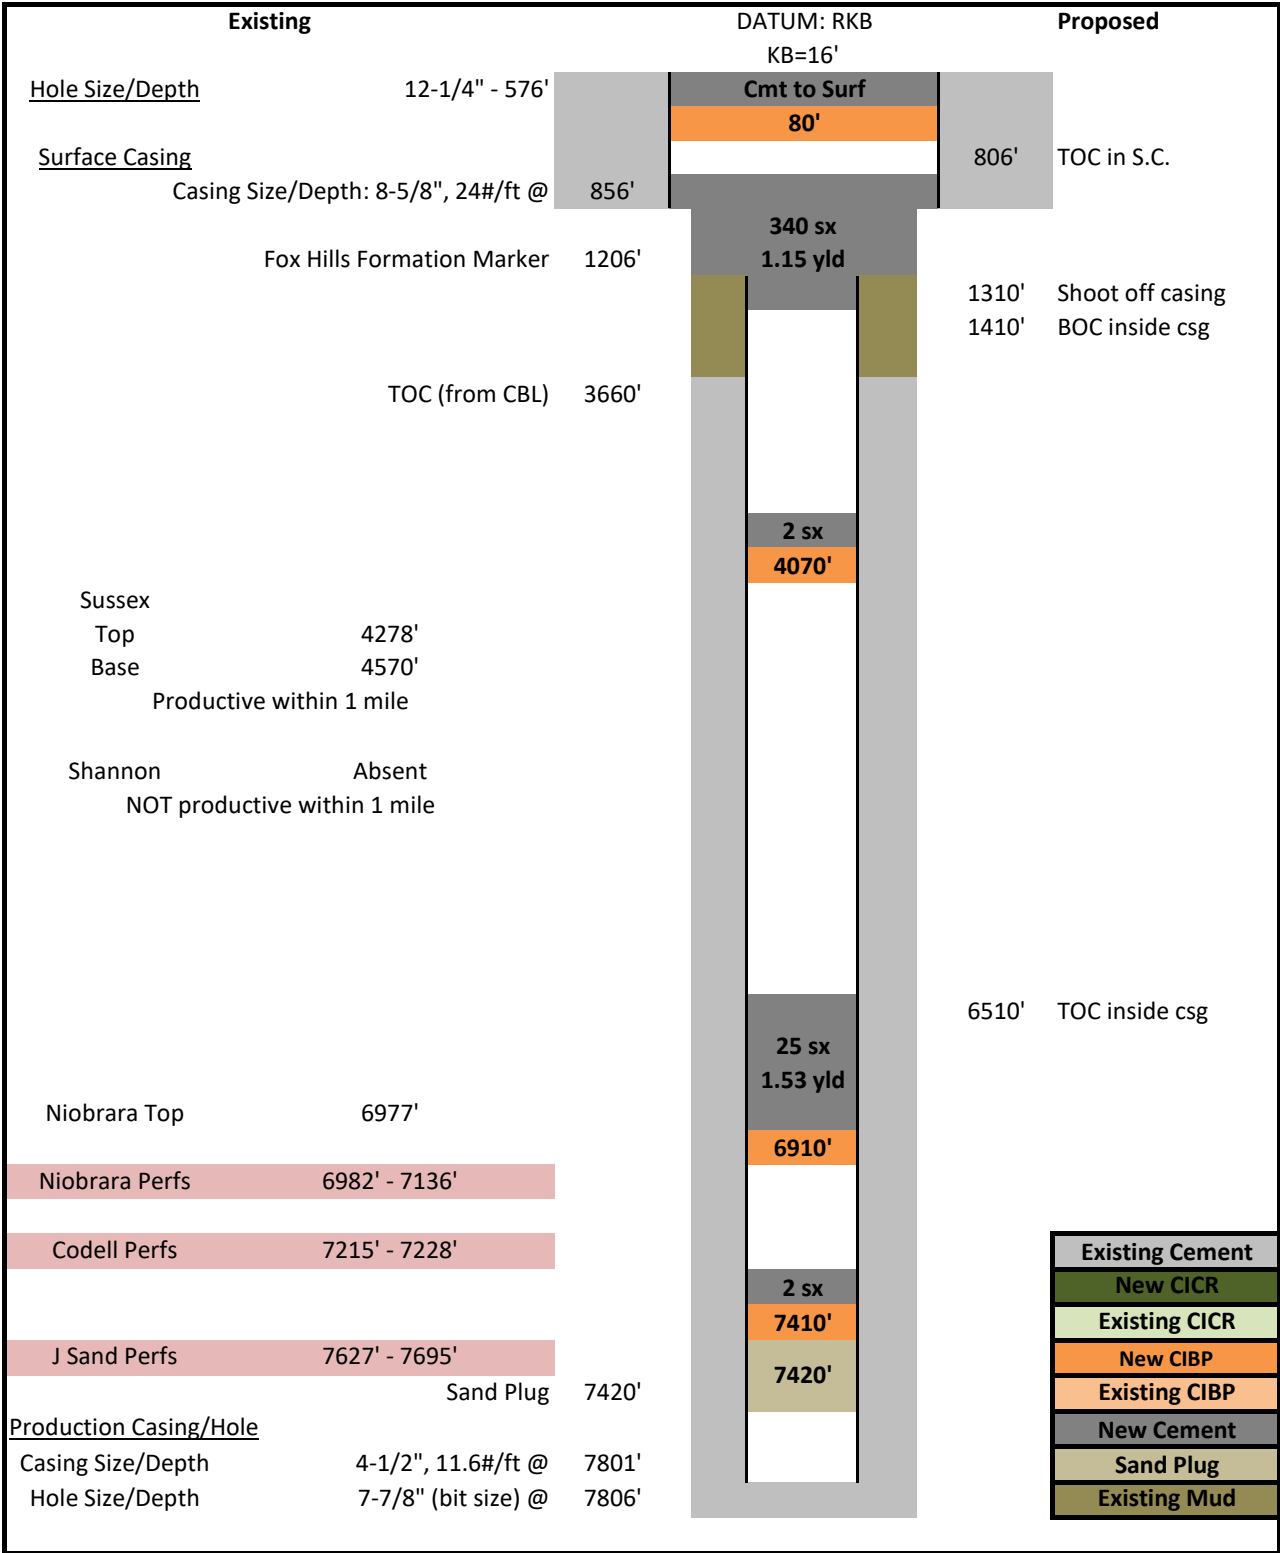 Existing DATUM: RKB Proposed
KB=16'
Hole Size/Depth 12-1/4" - 576' Cmt to Surf
80'
Surface Casing 806' TOC in S.C.
Casing Size/Depth: 8-5/8", 24#/ft @ 856'
340 sx
Fox Hills Formation Marker 1206' 1.15 yld
1310' Shoot off casing
1410' BOC inside csg
TOC (from CBL) 3660'
2 sx
4070'
Sussex
Top 4278'
Base 4570'
Productive within 1 mile
Shannon Absent
NOT productive within 1 mile
6510' TOC inside csg
25 sx
1.53 yld
Niobrara Top 6977'
6910'
Niobrara Perfs 6982' - 7136'
Codell Perfs 7215' - 7228' Existing Cement
2 sx New CICR
7410' Existing CICR
J Sand Perfs 7627' - 7695' New CIBP
7420'
Sand Plug 7420' Existing CIBP
Production Casing/Hole New Cement
Casing Size/Depth 4-1/2", 11.6#/ft @ 7801' Sand Plug
Hole Size/Depth 7-7/8" (bit size) @ 7806' Existing Mud